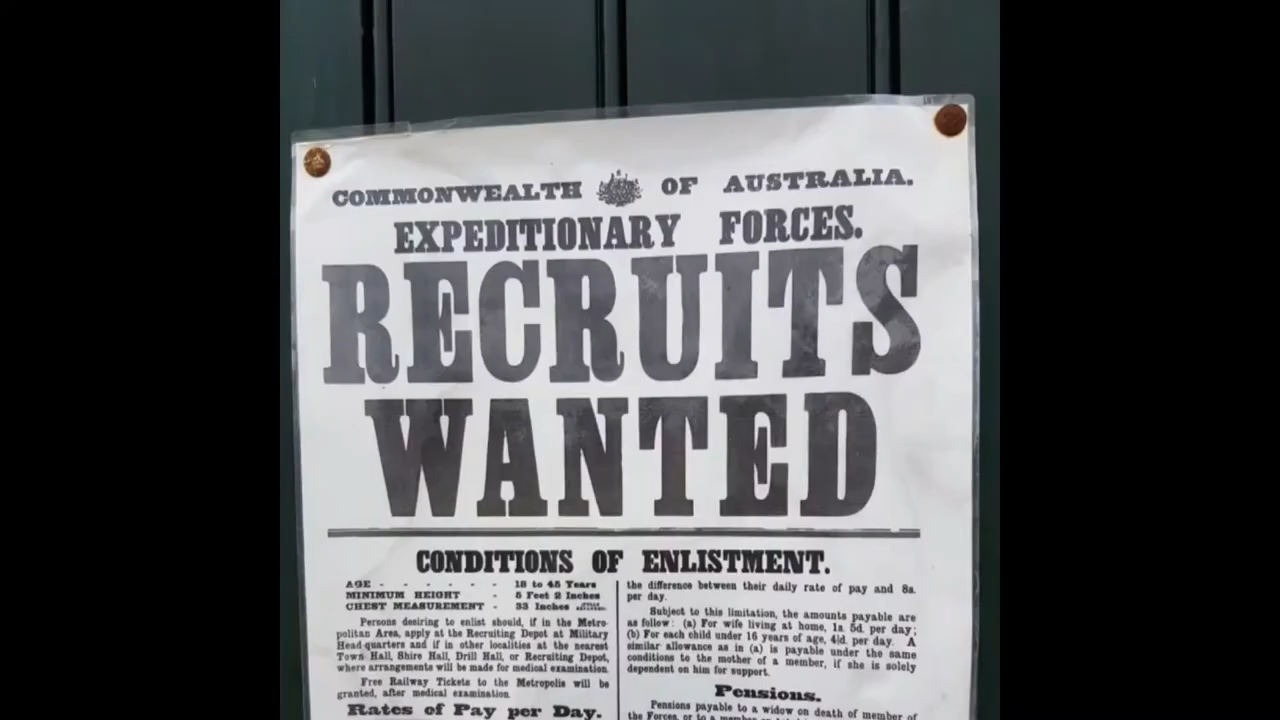 COMMONWEALTH OF AUSTRALIA.
EXPEDITIONARY FORCES.
RECRUITS
WANTED
CONDITIONS OF ENLISTMENT.
AGE - - - - - - 18 to 45 Years
MINIMUM HEIGHT - 5 Feet 2 Inches
CHEST MEASUREMENT - 33 Inches
Persons desiring to enlist should, if in the Metro-
politan Area, apply at the Recruiting Depot at Military
Head-quarters and if in other localities at the nearest
Town Hall, Shire Hall, Drill Hall, or Recruiting Depot,
where arrangements will be made for medical examination.
Free Railway Tickets to the Metropolis will be
granted, after medical examination.
Rates of Pay per Day.
the difference between their daily rate of pay and 8s.
per day.
Subject to this limitation, the amounts payable are
as follow: (a) For wife living at home, 1s. 5d. per day;
(b) For each child under 16 years of age, 4½d. per day. A
similar allowance as in (a) is payable under the same
conditions to the mother of a member, if she is solely
dependent on him for support.
Pensions.
Pensions payable to a widow on death of member of
the Forces, or to a member on